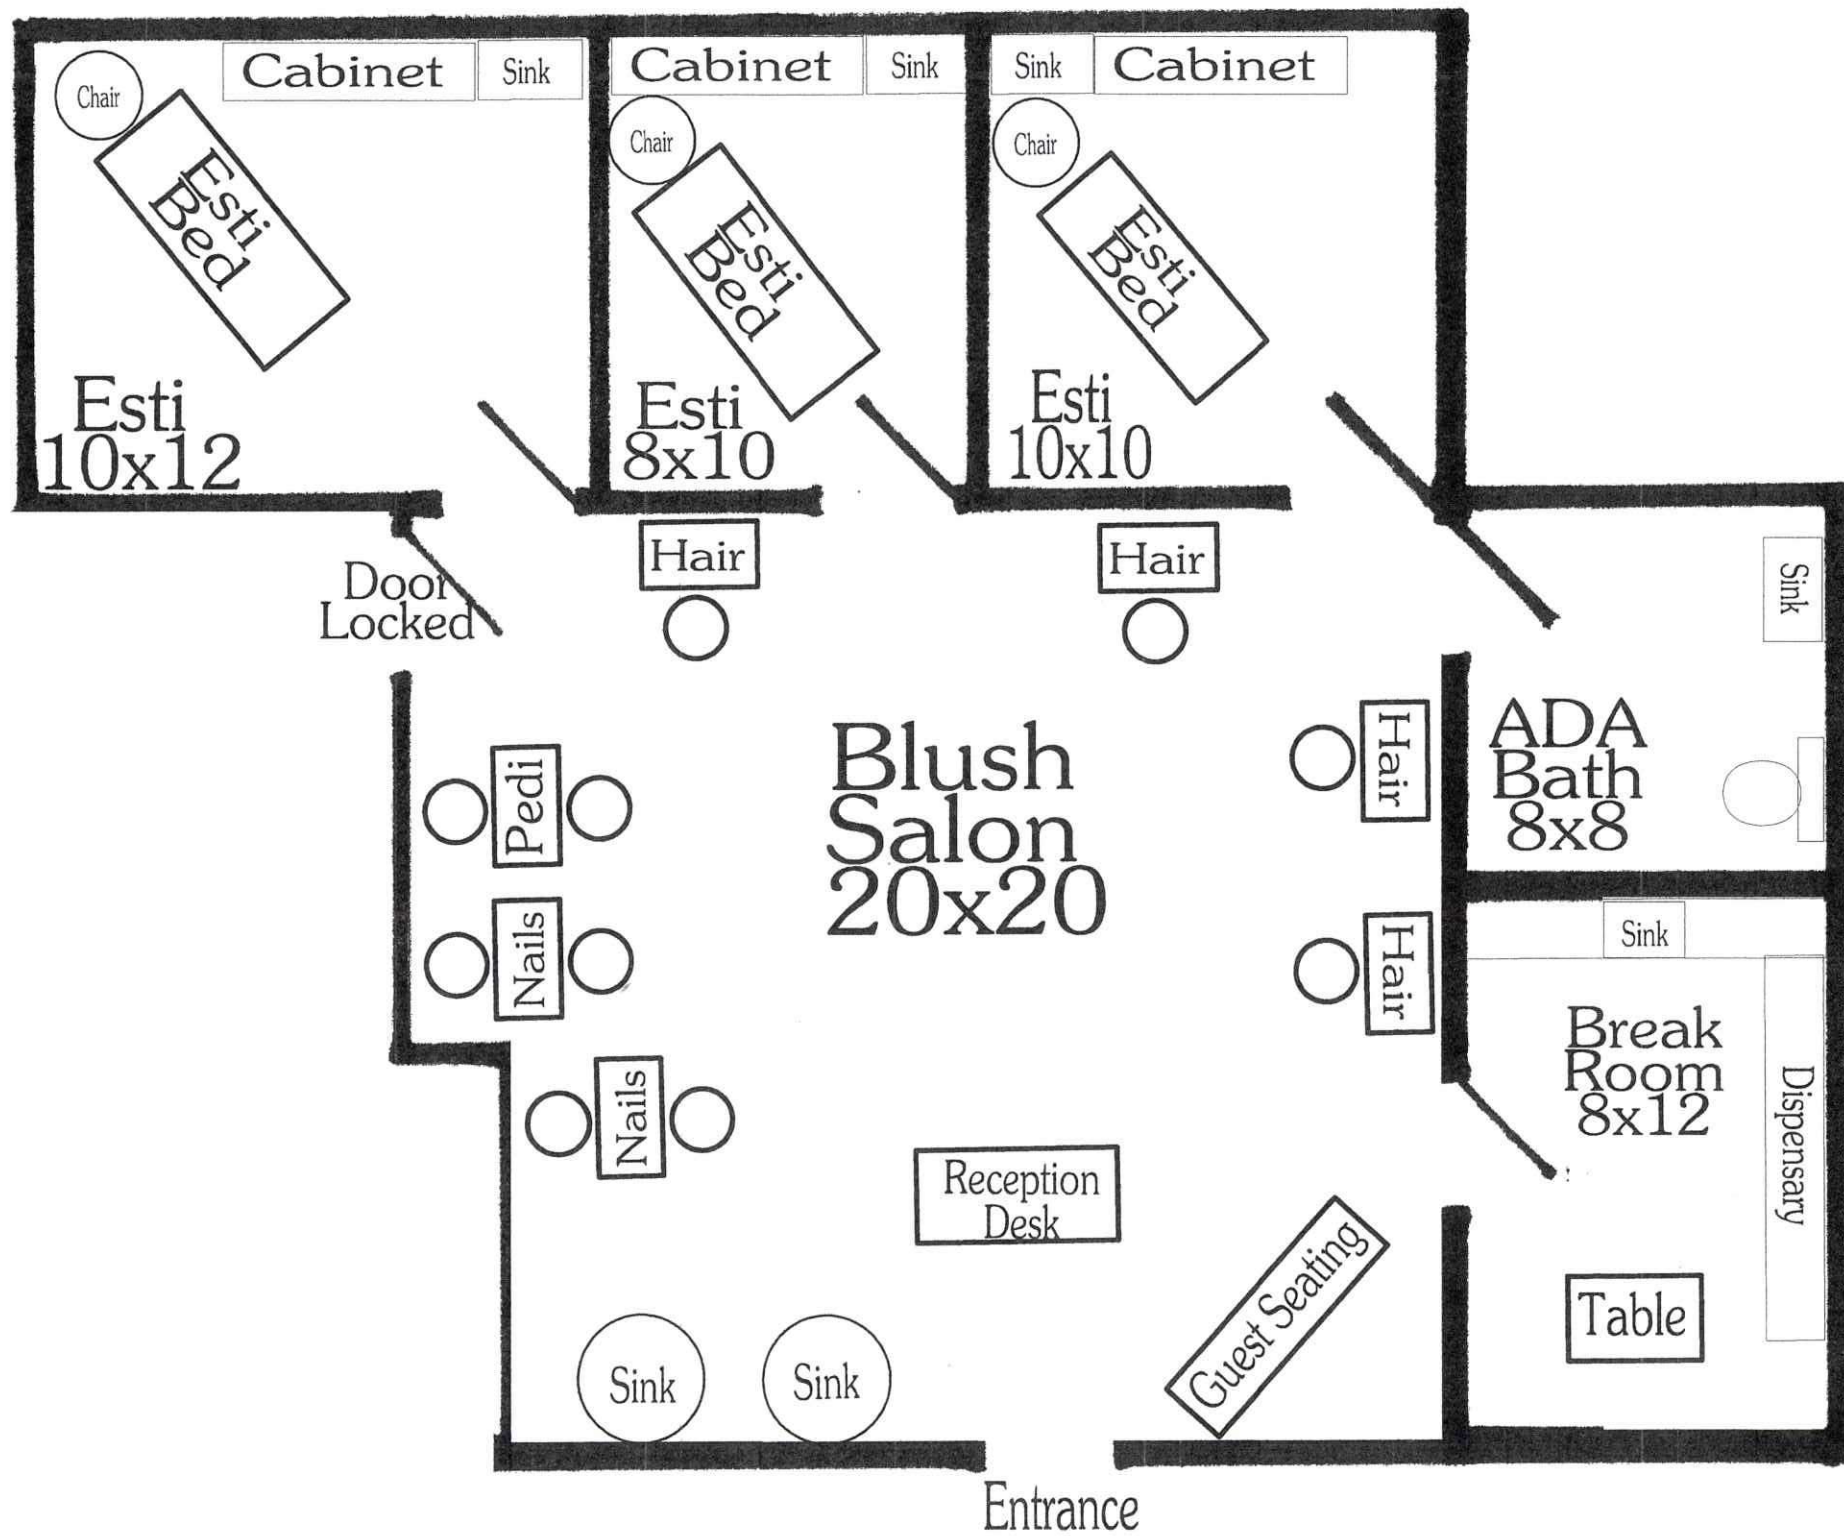 Cabinet
Sink
Cabinet
Sink
Sink
Cabinet
Chair
Chair
Chair
Esti
Bed
Esti
Bed
Esti
Bed
Esti
10x12
Esti
8x10
Esti
10x10
Door
Locked
Hair
Hair
Sink
Pedi
Nails
Nails
Blush
Salon
20x20
Hair
Hair
ADA
Bath
8x8
Sink
Break
Room
8x12
Dispensary
Reception
Desk
Guest Seating
Table
Sink
Sink
Entrance